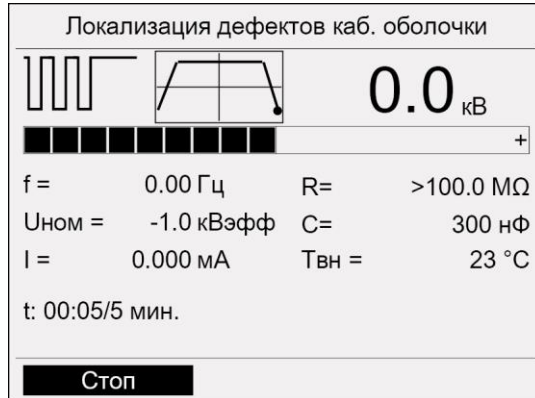 Локализация дефектов каб. оболочки
0.0 кВ
+
f = 0.00 Гц R= >100.0 МΩ
Uном = -1.0 кВэфф C= 300 нФ
I = 0.000 мА Tвн = 23 °C
t: 00:05/5 мин.
Стоп